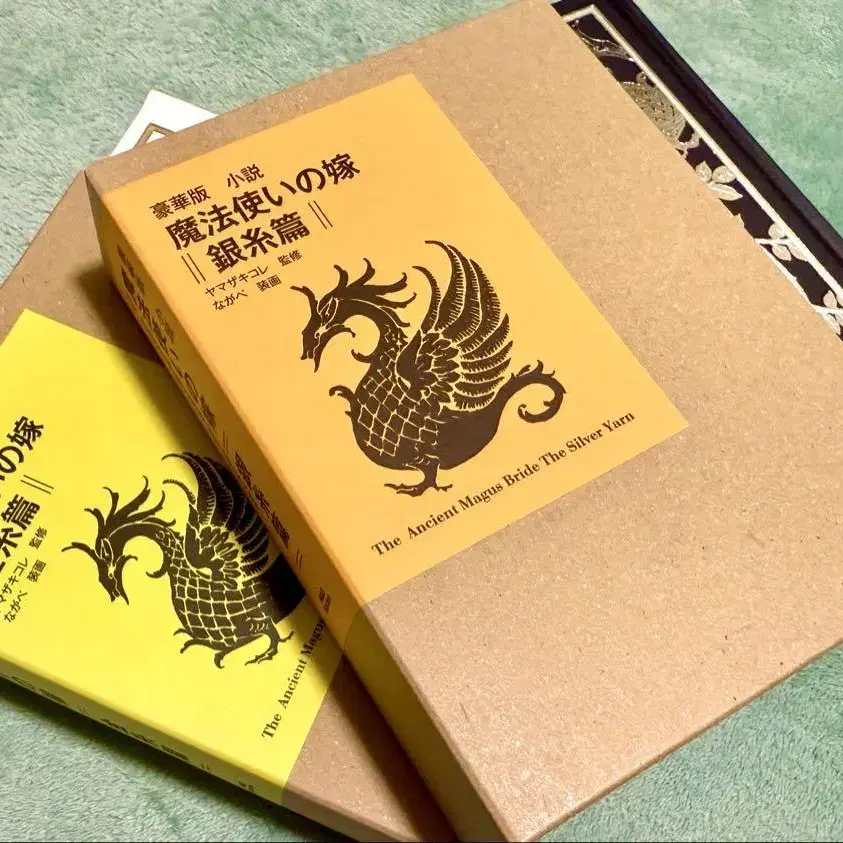 豪華版 小説
魔法使いの嫁
|| 銀糸篇 ||
ヤマザキコレ 監修
ながべ 装画
The Ancient Magus Bride The Silver Yarn
の嫁
糸篇 ||
マザキコレ 監修
ながべ 装画
The Ancient Magus